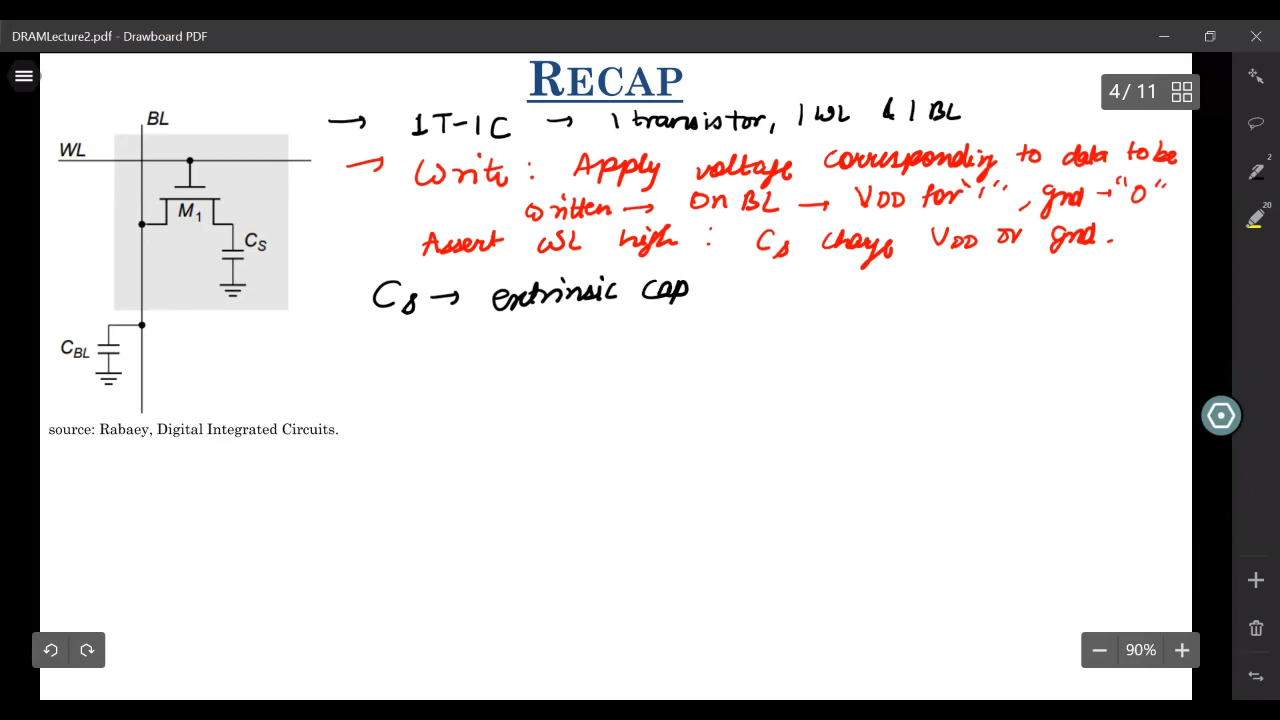 DRAMLecture2.pdf - Drawboard PDF
RECAP
4 / 11
→ 1T-1C → 1 transistor, 1 WL & 1 BL
→ Write : Apply voltage corresponding to data to be
written → On BL → VDD for "1", gnd → "0"
Assert WL high : Cs charge VDD or gnd.
Cs → extrinsic cap
BL
WL
M1
CS
CBL
source: Rabaey, Digital Integrated Circuits.
2
20
90%